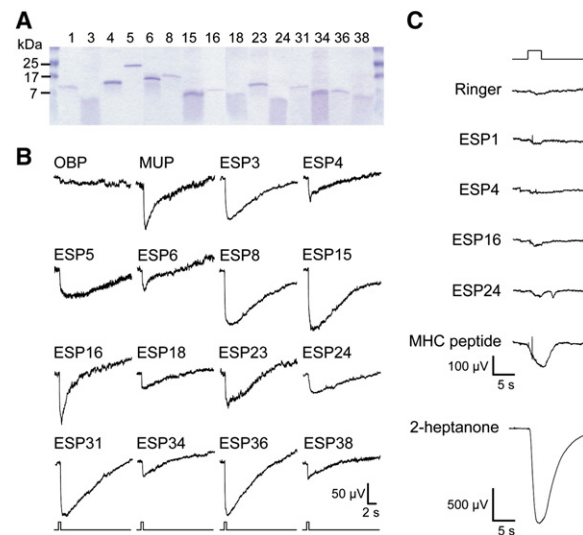 A
1 3 4 5 6 8 15 16 18 23 24 31 34 36 38
kDa
25
17
7
B
OBP MUP ESP3 ESP4
ESP5 ESP6 ESP8 ESP15
ESP16 ESP18 ESP23 ESP24
ESP31 ESP34 ESP36 ESP38
50 µV
2 s
C
Ringer
ESP1
ESP4
ESP16
ESP24
MHC peptide
100 µV
5 s
2-heptanone
500 µV
5 s